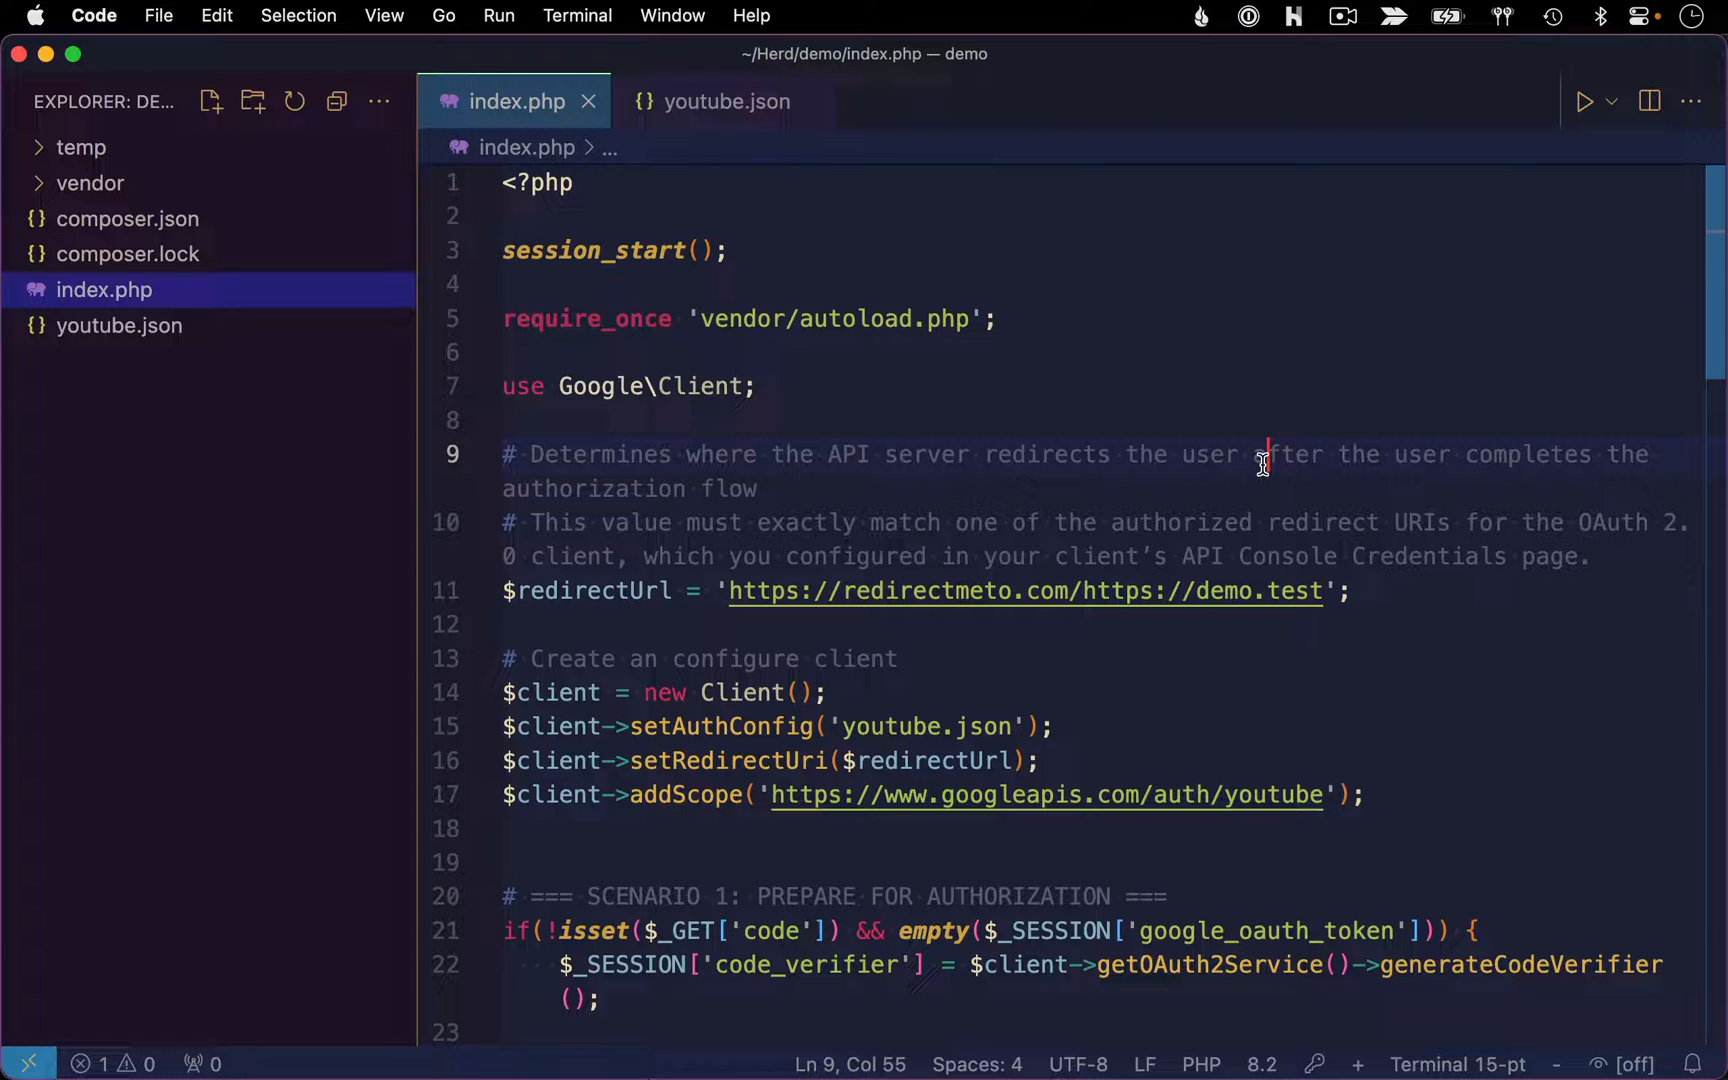 Code File Edit Selection View Go Run Terminal Window Help
~/Herd/demo/index.php — demo
EXPLORER: DE...
index.php
youtube.json
index.php > ...
temp
vendor
composer.json
composer.lock
index.php
youtube.json
1 <?php
2
3 session_start();
4
5 require_once 'vendor/autoload.php';
6
7 use Google\Client;
8
9 # Determines where the API server redirects the user after the user completes the
authorization flow
10 # This value must exactly match one of the authorized redirect URIs for the OAuth 2.
0 client, which you configured in your client’s API Console Credentials page.
11 $redirectUrl = 'https://redirectmeto.com/https://demo.test';
12
13 # Create an configure client
14 $client = new Client();
15 $client->setAuthConfig('youtube.json');
16 $client->setRedirectUri($redirectUrl);
17 $client->addScope('https://www.googleapis.com/auth/youtube');
18
19
20 # === SCENARIO 1: PREPARE FOR AUTHORIZATION ===
21 if(!isset($_GET['code']) && empty($_SESSION['google_oauth_token'])) {
22 $_SESSION['code_verifier'] = $client->getOAuth2Service()->generateCodeVerifier
();
23
1 0 0 Ln 9, Col 55 Spaces: 4 UTF-8 LF PHP 8.2 + Terminal 15-pt - [off]